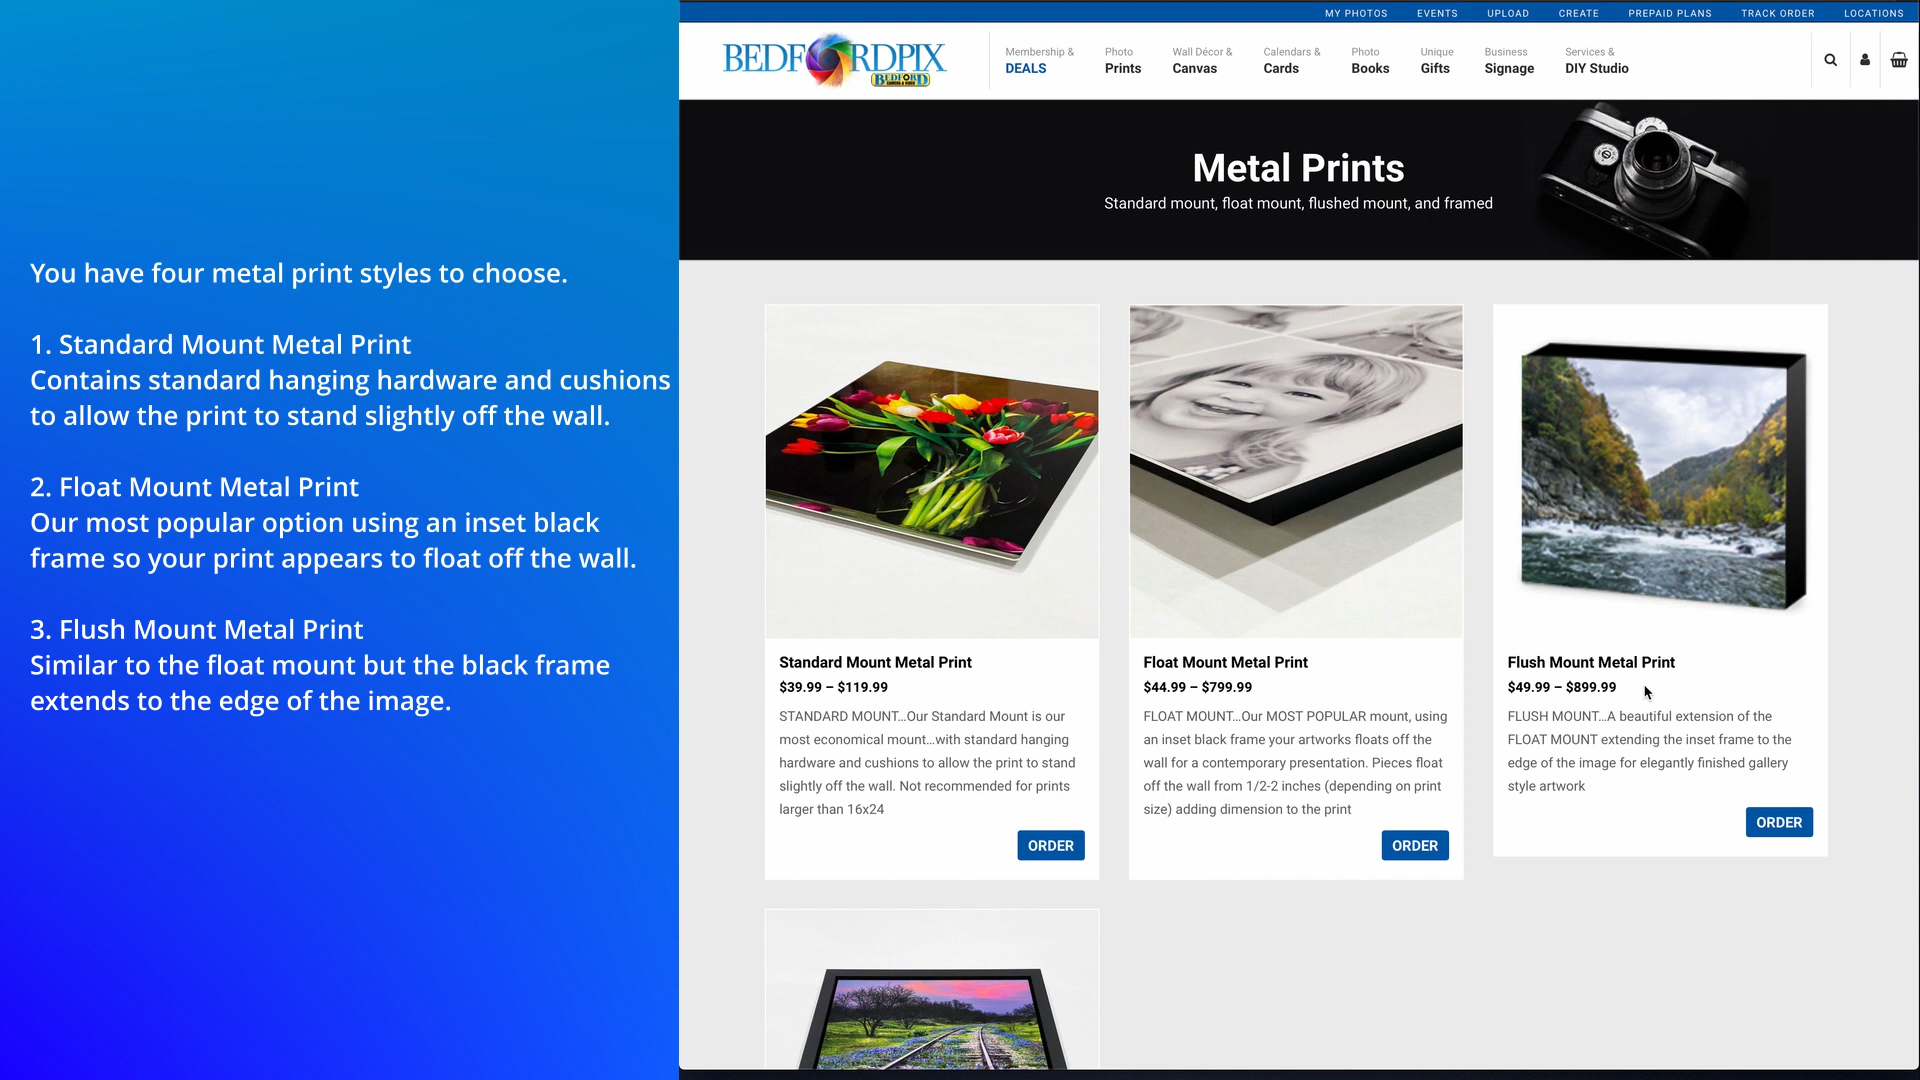 You have four metal print styles to choose.
1. Standard Mount Metal Print
Contains standard hanging hardware and cushions
to allow the print to stand slightly off the wall.
2. Float Mount Metal Print
Our most popular option using an inset black
frame so your print appears to float off the wall.
3. Flush Mount Metal Print
Similar to the float mount but the black frame
extends to the edge of the image.
MY PHOTOS EVENTS UPLOAD CREATE PREPAID PLANS TRACK ORDER LOCATIONS
BEDFORDPIX
BEDFORD
CAMERA & VIDEO
Membership &
DEALS
Photo
Prints
Wall Décor &
Canvas
Calendars &
Cards
Photo
Books
Unique
Gifts
Business
Signage
Services &
DIY Studio
Metal Prints
Standard mount, float mount, flushed mount, and framed
Standard Mount Metal Print
$39.99 – $119.99
STANDARD MOUNT...Our Standard Mount is our
most economical mount...with standard hanging
hardware and cushions to allow the print to stand
slightly off the wall. Not recommended for prints
larger than 16x24
ORDER
Float Mount Metal Print
$44.99 – $799.99
FLOAT MOUNT...Our MOST POPULAR mount, using
an inset black frame your artworks floats off the
wall for a contemporary presentation. Pieces float
off the wall from 1/2-2 inches (depending on print
size) adding dimension to the print
ORDER
Flush Mount Metal Print
$49.99 – $899.99
FLUSH MOUNT...A beautiful extension of the
FLOAT MOUNT extending the inset frame to the
edge of the image for elegantly finished gallery
style artwork
ORDER